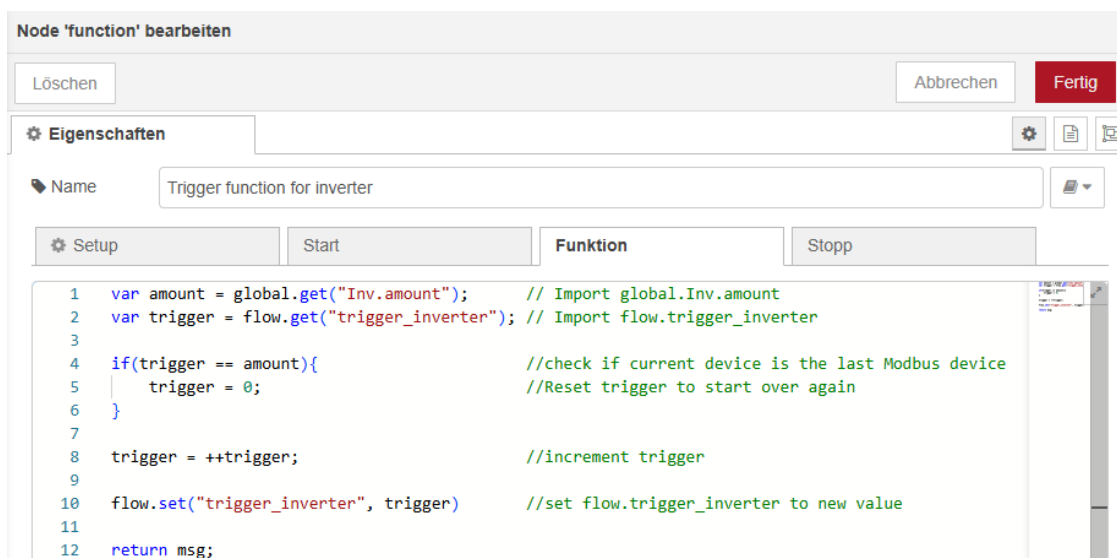 Node 'function' bearbeiten
Löschen Abbrechen Fertig
Eigenschaften
Name Trigger function for inverter
Setup Start Funktion Stopp
1 var amount = global.get("Inv.amount"); // Import global.Inv.amount
2 var trigger = flow.get("trigger_inverter"); // Import flow.trigger_inverter
3
4 if(trigger == amount){ //check if current device is the last Modbus device
5 trigger = 0; //Reset trigger to start over again
6 }
7
8 trigger = ++trigger; //increment trigger
9
10 flow.set("trigger_inverter", trigger) //set flow.trigger_inverter to new value
11
12 return msg;